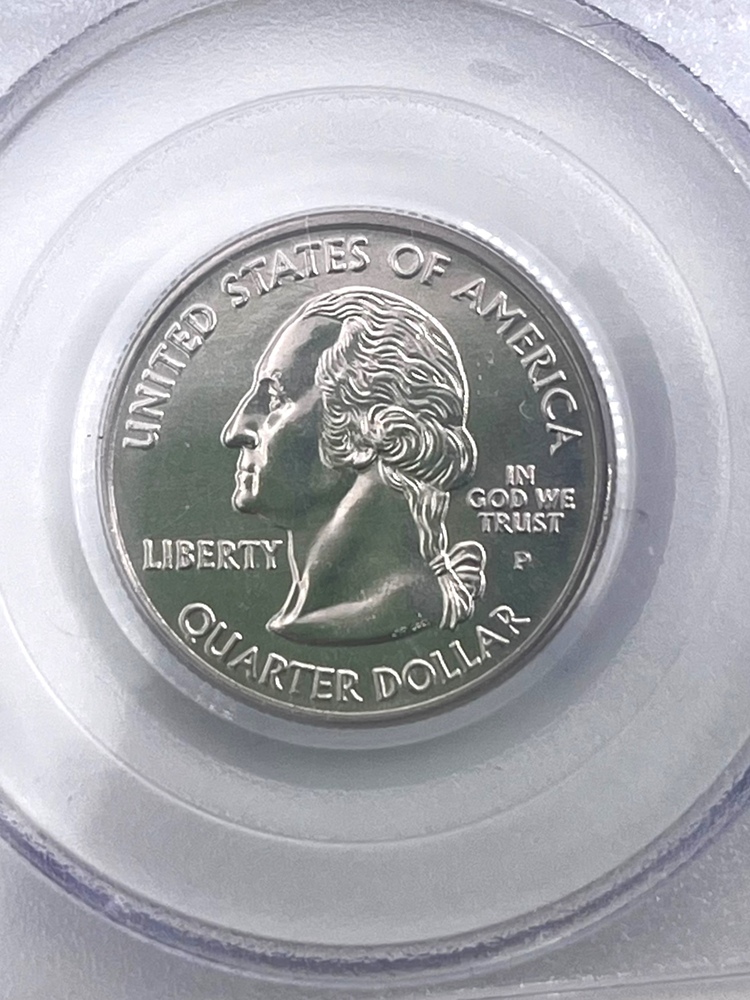 UNITED STATES OF AMERICA
IN
GOD WE
TRUST
LIBERTY
P
QUARTER DOLLAR